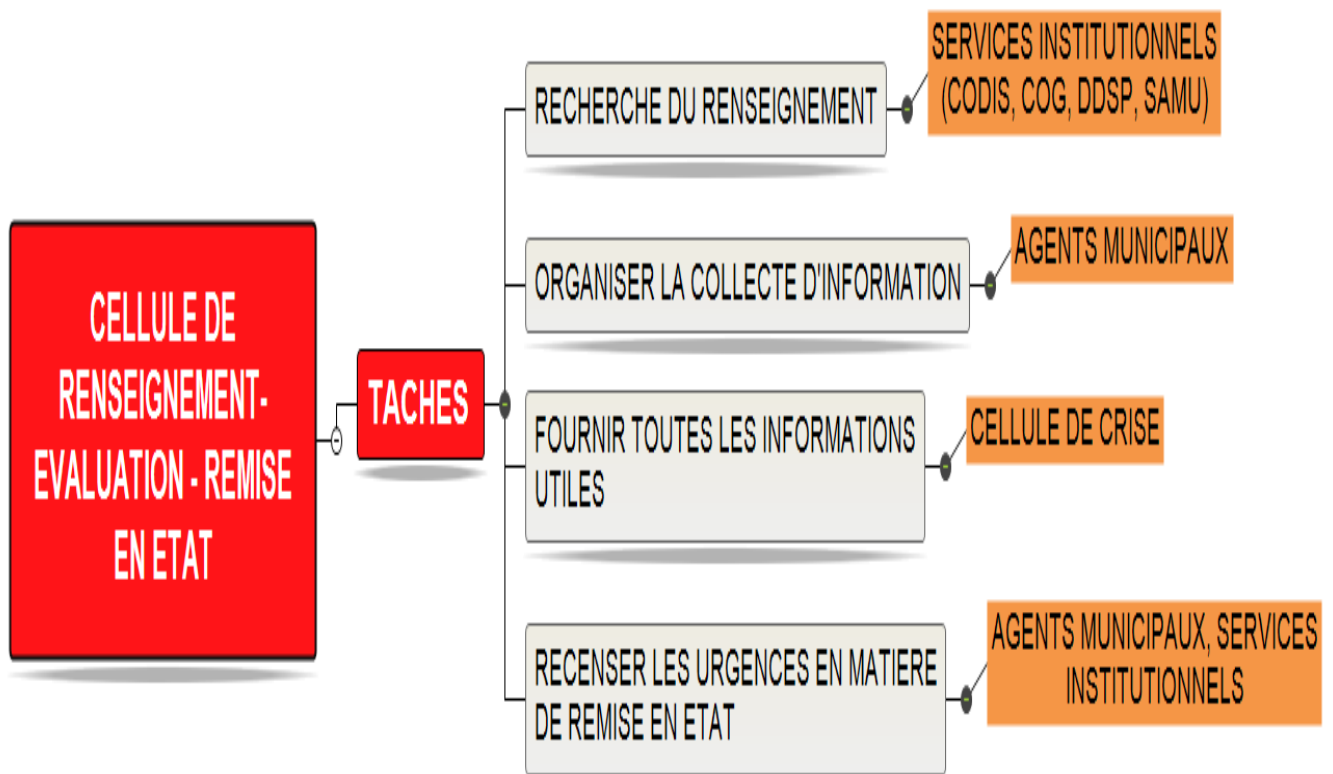 CELLULE DE
RENSEIGNEMENT-
EVALUATION - REMISE
EN ETAT
TACHES
RECHERCHE DU RENSEIGNEMENT
SERVICES INSTITUTIONNELS
(CODIS, COG, DDSP, SAMU)
ORGANISER LA COLLECTE D'INFORMATION
AGENTS MUNICIPAUX
FOURNIR TOUTES LES INFORMATIONS
UTILES
CELLULE DE CRISE
RECENSER LES URGENCES EN MATIERE
DE REMISE EN ETAT
AGENTS MUNICIPAUX, SERVICES
INSTITUTIONNELS